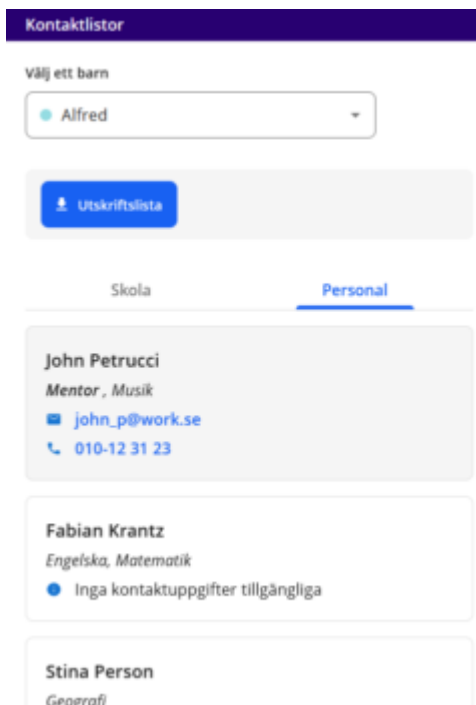 Kontaktlistor
Välj ett barn
Alfred
Utskriftslista
Skola
Personal
John Petrucci
Mentor , Musik
john_p@work.se
010-12 31 23
Fabian Krantz
Engelska, Matematik
Inga kontaktuppgifter tillgängliga
Stina Person
Geografi